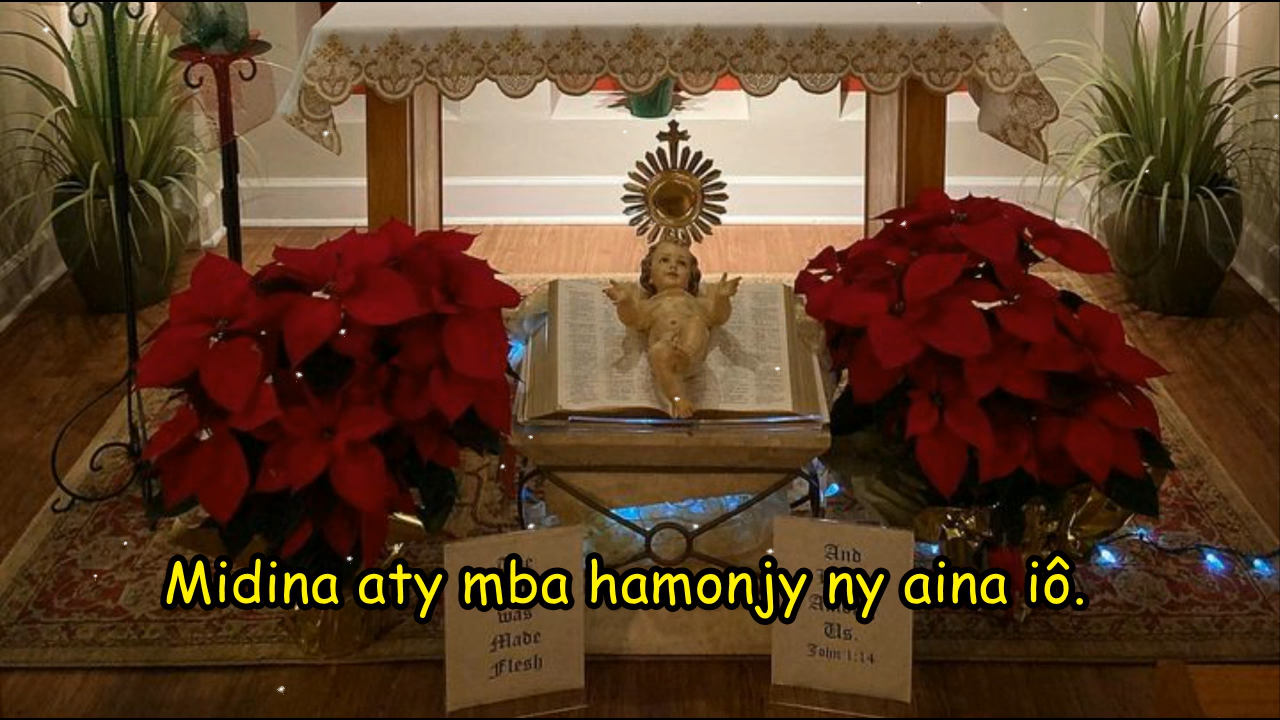 Midina aty mba hamonjy ny aina iô.
was
Made
Flesh
And
Us.
John 1:14